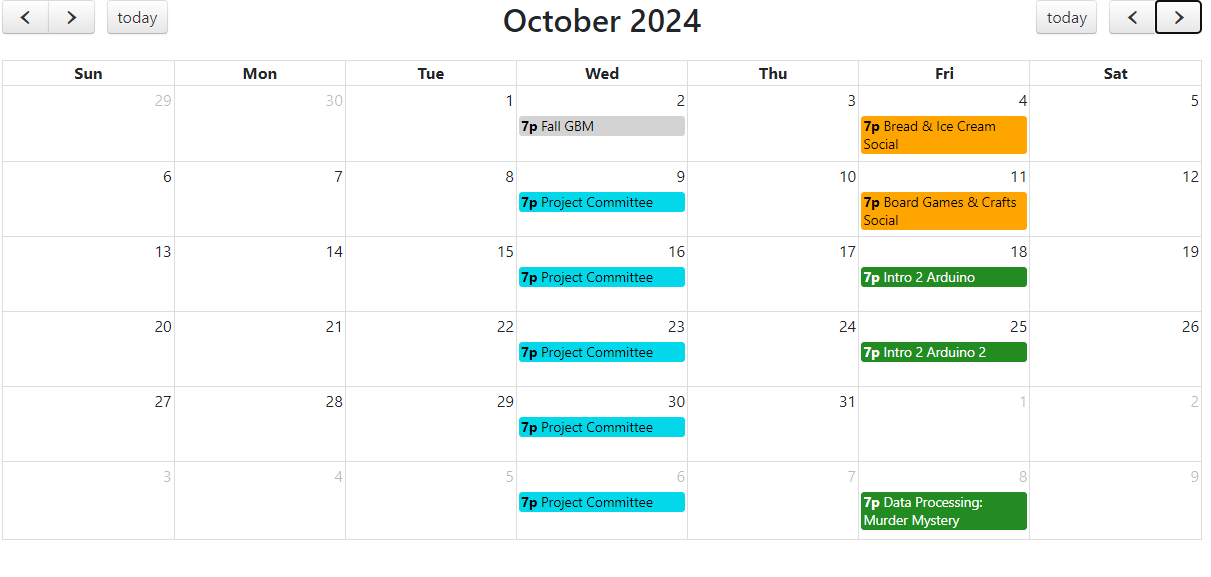 today
October 2024
today
Sun Mon Tue Wed Thu Fri Sat
29 30 1 2 3 4 5
7p Fall GBM
7p Bread & Ice Cream
Social
6 7 8 9 10 11 12
7p Project Committee
7p Board Games & Crafts
Social
13 14 15 16 17 18 19
7p Project Committee
7p Intro 2 Arduino
20 21 22 23 24 25 26
7p Project Committee
7p Intro 2 Arduino 2
27 28 29 30 31 1 2
7p Project Committee
3 4 5 6 7 8 9
7p Project Committee
7p Data Processing:
Murder Mystery